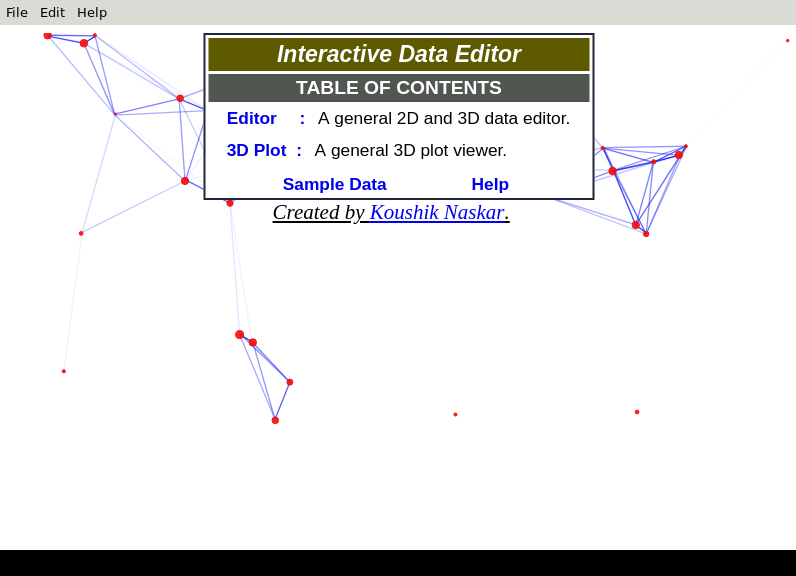 File Edit Help
Interactive Data Editor
TABLE OF CONTENTS
Editor : A general 2D and 3D data editor.
3D Plot : A general 3D plot viewer.
Sample Data Help
Created by Koushik Naskar.